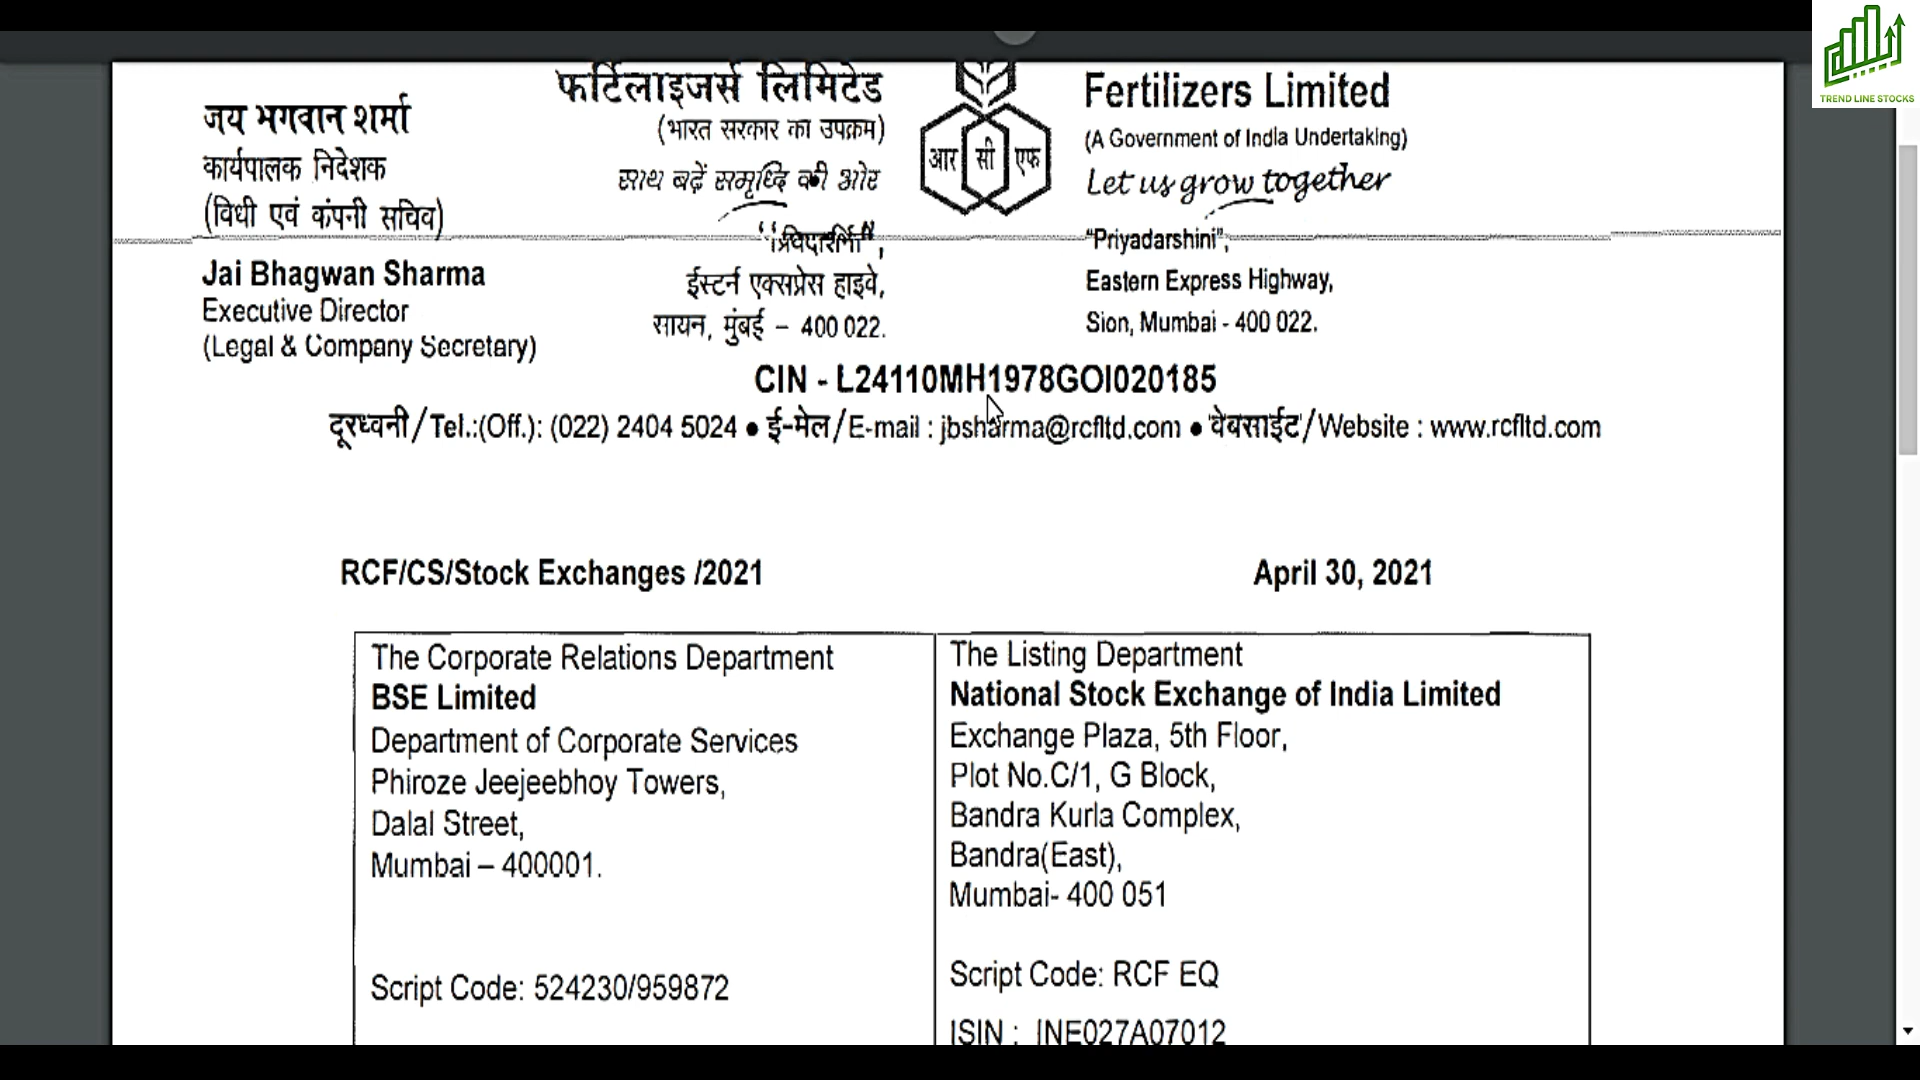 जय भगवान शर्मा
कार्यपालक निदेशक
(विधी एवं कंपनी सचिव)
Jai Bhagwan Sharma
Executive Director
(Legal & Company Secretary)
फर्टिलाइजर्स लिमिटेड
(भारत सरकार का उपक्रम)
साथ बढ़ें समृध्दि की ओर
ईस्टर्न एक्सप्रेस हाइवे,
सायन, मुंबई – 400 022.
आर सी एफ
Fertilizers Limited
(A Government of India Undertaking)
Let us grow together
“Priyadarshini”,
Eastern Express Highway,
Sion, Mumbai - 400 022.
CIN - L24110MH1978GOI020185
दूरध्वनी/Tel.:(Off.): (022) 2404 5024 ● ई-मेल/E-mail : jbsharma@rcfltd.com ● वेबसाईट/Website : www.rcfltd.com
RCF/CS/Stock Exchanges /2021 April 30, 2021
The Corporate Relations Department
BSE Limited
Department of Corporate Services
Phiroze Jeejeebhoy Towers,
Dalal Street,
Mumbai – 400001.
Script Code: 524230/959872
The Listing Department
National Stock Exchange of India Limited
Exchange Plaza, 5th Floor,
Plot No.C/1, G Block,
Bandra Kurla Complex,
Bandra(East),
Mumbai- 400 051
Script Code: RCF EQ
ISIN : INE027A07012
TREND LINE STOCKS